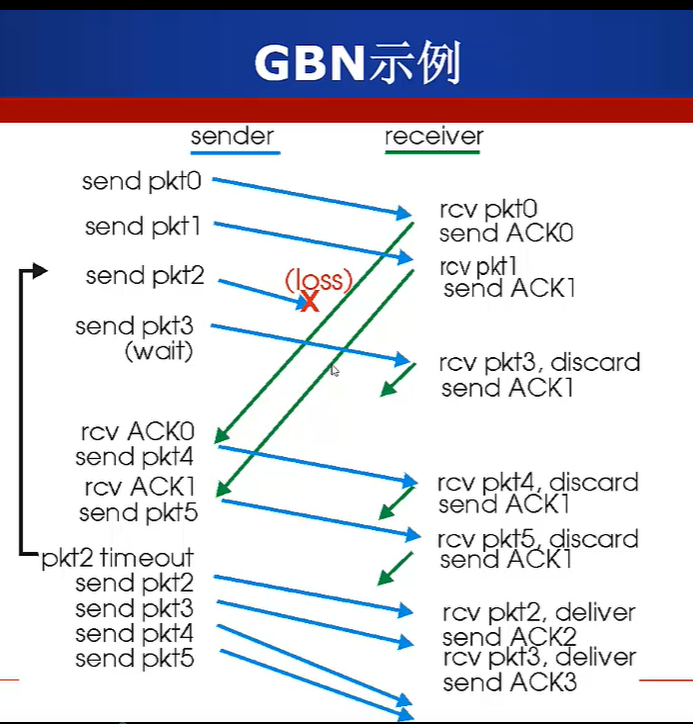 GBN示例
sender
receiver
send pkt0
send pkt1
send pkt2
send pkt3
(wait)
(loss)
X
rcv ACK0
send pkt4
rcv ACK1
send pkt5
pkt2 timeout
send pkt2
send pkt3
send pkt4
send pkt5
rcv pkt0
send ACK0
rcv pkt1
send ACK1
rcv pkt3, discard
send ACK1
rcv pkt4, discard
send ACK1
rcv pkt5, discard
send ACK1
rcv pkt2, deliver
send ACK2
rcv pkt3, deliver
send ACK3